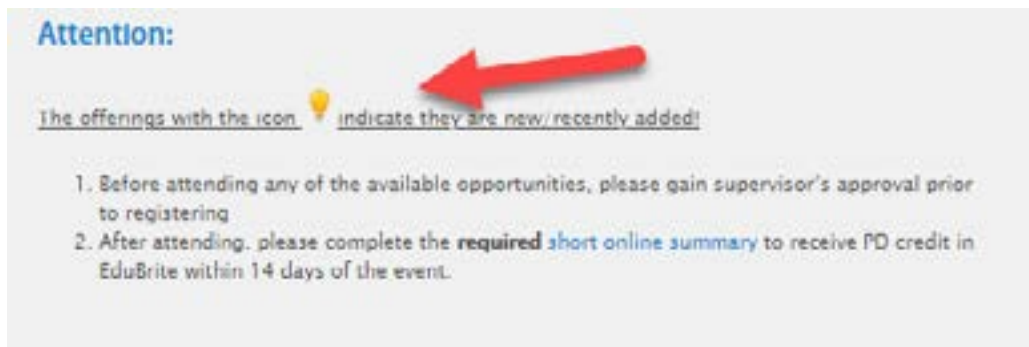 Attention:
The offerings with the icon indicate they are new/recently added!
1. Before attending any of the available opportunities, please gain supervisor's approval prior
to registering
2. After attending, please complete the required short online summary to receive PD credit in
EduBrite within 14 days of the event.